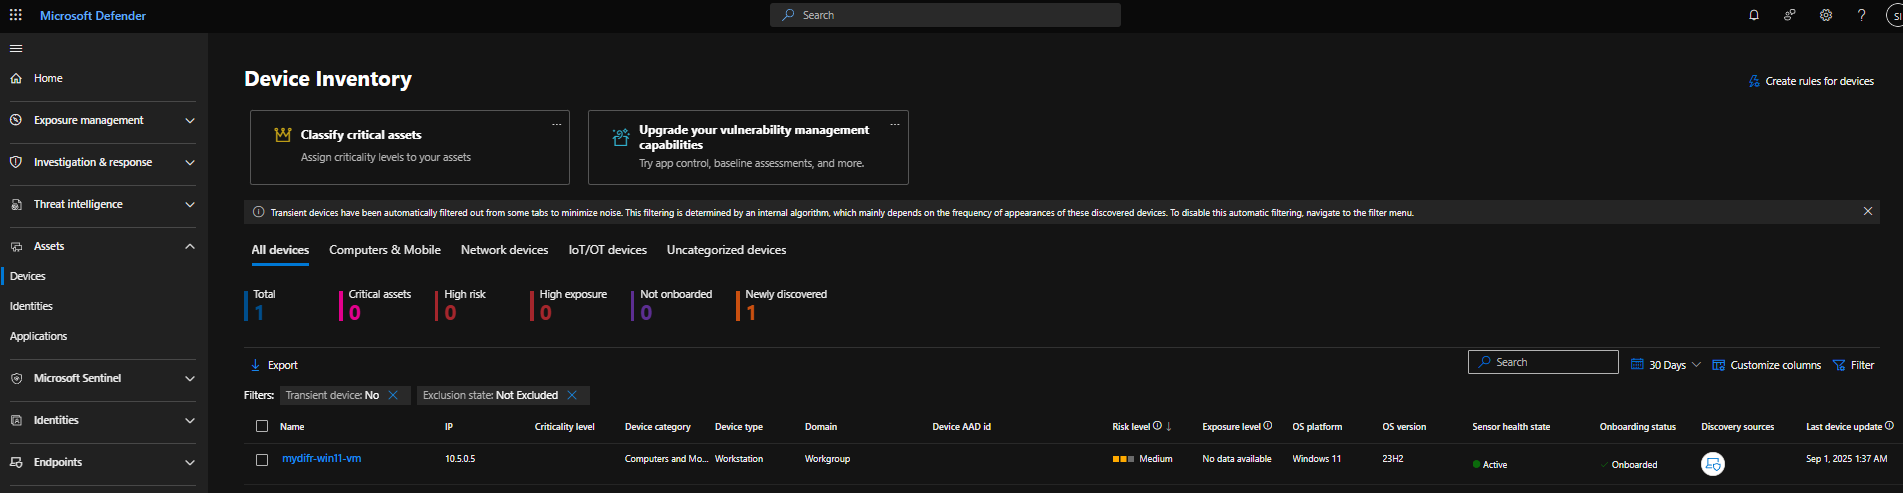 Microsoft Defender
Search
SI
Home
Exposure management
Investigation & response
Threat intelligence
Assets
Devices
Identities
Applications
Microsoft Sentinel
Identities
Endpoints
Device Inventory
Create rules for devices
Classify critical assets
Assign criticality levels to your assets
Upgrade your vulnerability management
capabilities
Try app control, baseline assessments, and more.
Transient devices have been automatically filtered out from some tabs to minimize noise. This filtering is determined by an internal algorithm, which mainly depends on the frequency of appearances of these discovered devices. To disable this automatic filtering, navigate to the filter menu.
All devices Computers & Mobile Network devices IoT/OT devices Uncategorized devices
Total Critical assets High risk High exposure Not onboarded Newly discovered
1 0 0 0 0 1
Export Search 30 Days Customize columns Filter
Filters: Transient device: No Exclusion state: Not Excluded
Name IP Criticality level Device category Device type Domain Device AAD id Risk level Exposure level OS platform OS version Sensor health state Onboarding status Discovery sources Last device update
mydifr-win11-vm 10.5.0.5 Computers and Mo... Workstation Workgroup Medium No data available Windows 11 23H2 Active Onboarded Sep 1, 2025 1:37 AM